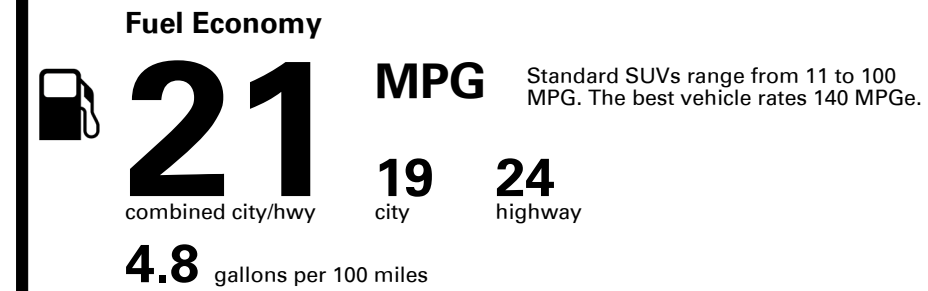 Fuel Economy
21 MPG
Standard SUVs range from 11 to 100
MPG. The best vehicle rates 140 MPGe.
combined city/hwy
19
city
24
highway
4.8 gallons per 100 miles